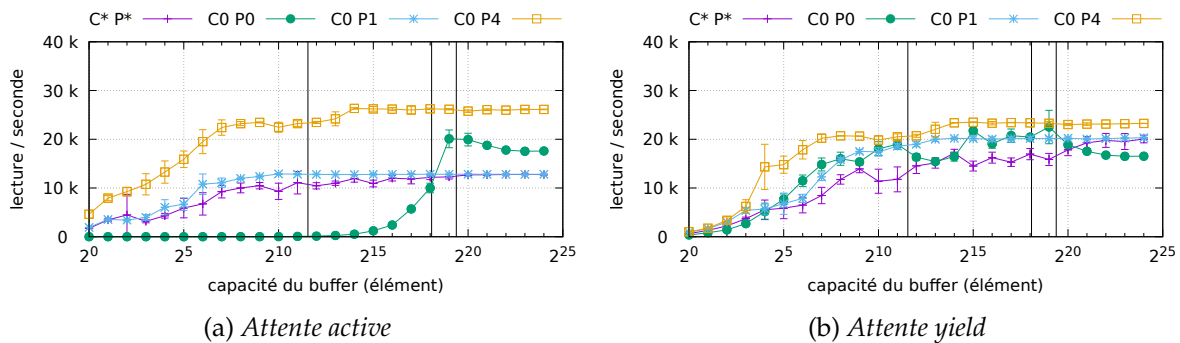 C* P* C0 P0 C0 P1 C0 P4
40 k
30 k
20 k
10 k
0
lecture / seconde
2^0 2^5 2^10 2^15 2^20 2^25
capacité du buffer (élément)
(a) Attente active
C* P* C0 P0 C0 P1 C0 P4
40 k
30 k
20 k
10 k
0
lecture / seconde
2^0 2^5 2^10 2^15 2^20 2^25
capacité du buffer (élément)
(b) Attente yield